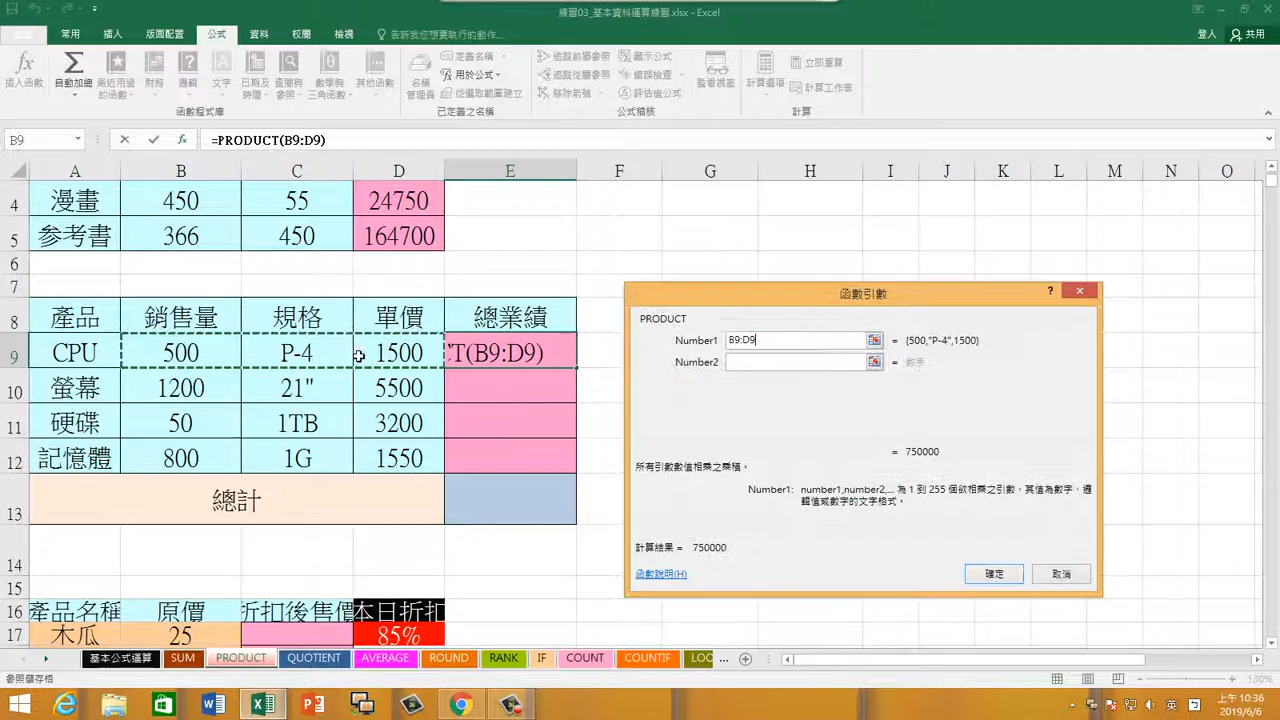 練習03_基本資料運算練習.xlsx - Excel
常用 插入 版面配置 公式 資料 校閱 檢視 告訴我您想要執行的動作... 登入 共用
插入函數 自動加總 最近用過的函數 財務 邏輯 文字 日期及時間 查閱與參照 數學與三角函數 其他函數 名稱管理員 定義名稱 用於公式 從選取範圍建立 追蹤前導參照 追蹤從屬參照 移除箭號 顯示公式 錯誤檢查 評估值公式 監看視窗 計算選項 立即重算 計算工作表
函數程式庫 已定義之名稱 公式稽核 計算
B9 fx =PRODUCT(B9:D9)
A B C D E F G H I J K L M N O
4 漫畫 450 55 24750
5 參考書 366 450 164700
6
7
8 產品 銷售量 規格 單價 總業績
9 CPU 500 P-4 1500 'T(B9:D9)
10 螢幕 1200 21" 5500
11 硬碟 50 1TB 3200
12 記憶體 800 1G 1550
13 總計
14
15
16 產品名稱 原價 折扣後售價 本日折扣
17 木瓜 25 85%
函數引數
?
PRODUCT
Number1 B9:D9 = {500,"P-4",1500}
Number2 = 數字
= 750000
所有引數數值相乘之乘積。
Number1: number1,number2,... 為 1 到 255 個欲相乘之引數，其值為數字、邏
輯值或數字的文字格式。
計算結果 = 750000
函數說明(H) 確定 取消
基本公式運算 SUM PRODUCT QUOTIENT AVERAGE ROUND RANK IF COUNT COUNTIF LOO ...
參照儲存格 130%
英
上午 10:36
2019/6/6